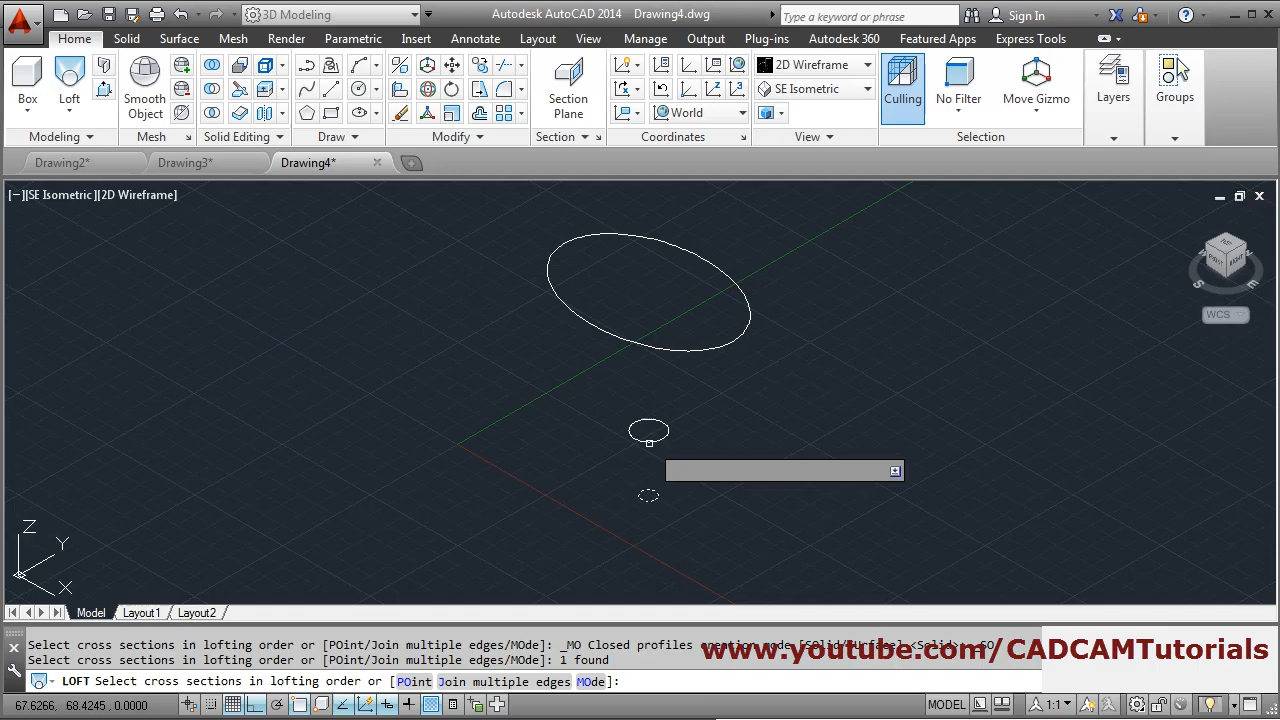 3D Modeling
Autodesk AutoCAD 2014 Drawing4.dwg
Type a keyword or phrase
Sign In
Home Solid Surface Mesh Render Parametric Insert Annotate Layout View Manage Output Plug-ins Autodesk 360 Featured Apps Express Tools
2D Wireframe
SE Isometric
World
Box
Loft
Smooth
Object
Section
Plane
Culling
No Filter
Move Gizmo
Layers
Groups
Modeling
Mesh
Solid Editing
Draw
Modify
Section
Coordinates
View
Selection
Drawing2*
Drawing3*
Drawing4*
[−][SE Isometric][2D Wireframe]
S
E
WCS
Z
Y
X
Model Layout1 Layout2
Select cross sections in lofting order or [POint/Join multiple edges/MOde]: _MO Closed profiles
Select cross sections in lofting order or [POint/Join multiple edges/MOde]: 1 found
www.youtube.com/CADCAMTutorials
LOFT Select cross sections in lofting order or [POint Join multiple edges MOde]:
67.6266, 68.4245, 0.0000
MODEL
1:1